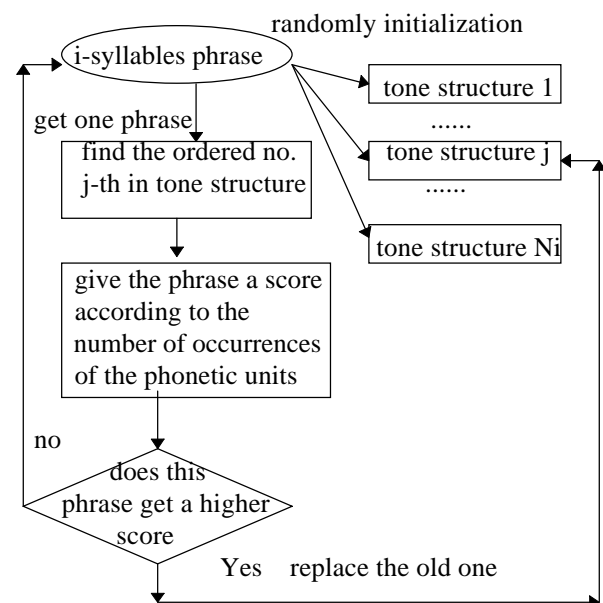 randomly initialization
i-syllables phrase
tone structure 1
......
get one phrase
find the ordered no.
j-th in tone structure
tone structure j
......
tone structure Ni
give the phrase a score
according to the
number of occurrences
of the phonetic units
no
does this
phrase get a higher
score
Yes replace the old one